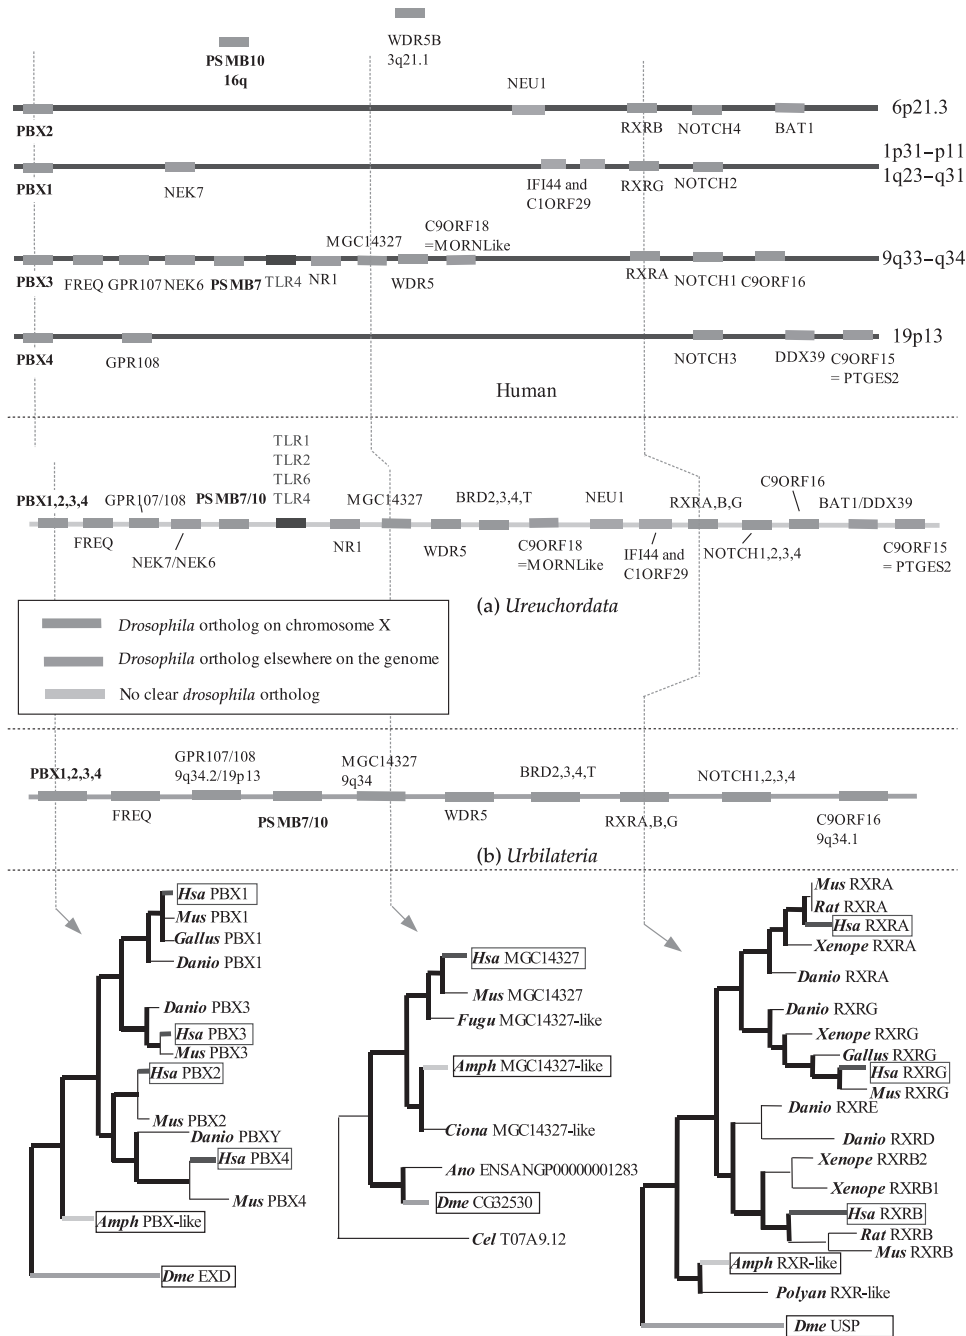 WDR5B
3q21.1
PSMB10
16q
NEU1
6p21.3
PBX2
RXRB
NOTCH4
BAT1
1p31–p11
1q23–q31
PBX1
NEK7
IFI44 and
C1ORF29
RXRG
NOTCH2
C9ORF18
=MORNLike
MGC14327
9q33–q34
PBX3
FREQ
GPR107
NEK6
PSMB7
TLR4
NR1
WDR5
RXRA
NOTCH1
C9ORF16
19p13
PBX4
GPR108
NOTCH3
DDX39
C9ORF15
= PTGES2
Human
TLR1
TLR2
TLR6
TLR4
PBX1,2,3,4
GPR107/108
PSMB7/10
MGC14327
BRD2,3,4,T
NEU1
RXRA,B,G
C9ORF16
BAT1/DDX39
FREQ
NEK7/NEK6
NR1
WDR5
C9ORF18
=MORNLike
IFI44 and
C1ORF29
NOTCH1,2,3,4
C9ORF15
= PTGES2
(a) Ureuchordata
Drosophila ortholog on chromosome X
Drosophila ortholog elsewhere on the genome
No clear drosophila ortholog
PBX1,2,3,4
GPR107/108
9q34.2/19p13
MGC14327
9q34
BRD2,3,4,T
NOTCH1,2,3,4
FREQ
PSMB7/10
WDR5
RXRA,B,G
C9ORF16
9q34.1
(b) Urbilateria
Hsa PBX1
Mus PBX1
Gallus PBX1
Danio PBX1
Danio PBX3
Hsa PBX3
Mus PBX3
Hsa PBX2
Mus PBX2
Danio PBXY
Hsa PBX4
Mus PBX4
Amph PBX-like
Dme EXD
Hsa MGC14327
Mus MGC14327
Fugu MGC14327-like
Amph MGC14327-like
Ciona MGC14327-like
Ano ENSANGP00000001283
Dme CG32530
Cel T07A9.12
Mus RXRA
Rat RXRA
Hsa RXRA
Xenope RXRA
Danio RXRA
Danio RXRG
Xenope RXRG
Gallus RXRG
Hsa RXRG
Mus RXRG
Danio RXRE
Danio RXRD
Xenope RXRB2
Xenope RXRB1
Hsa RXRB
Rat RXRB
Mus RXRB
Amph RXR-like
Polyan RXR-like
Dme USP